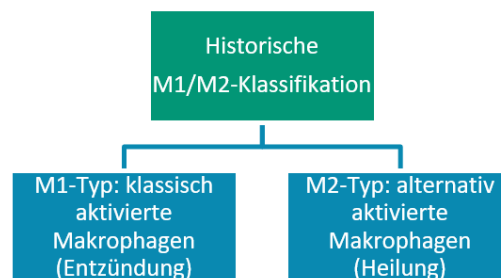 Historische
M1/M2-Klassifikation
M1-Typ: klassisch
aktivierte
Makrophagen
(Entzündung)
M2-Typ: alternativ
aktivierte
Makrophagen
(Heilung)